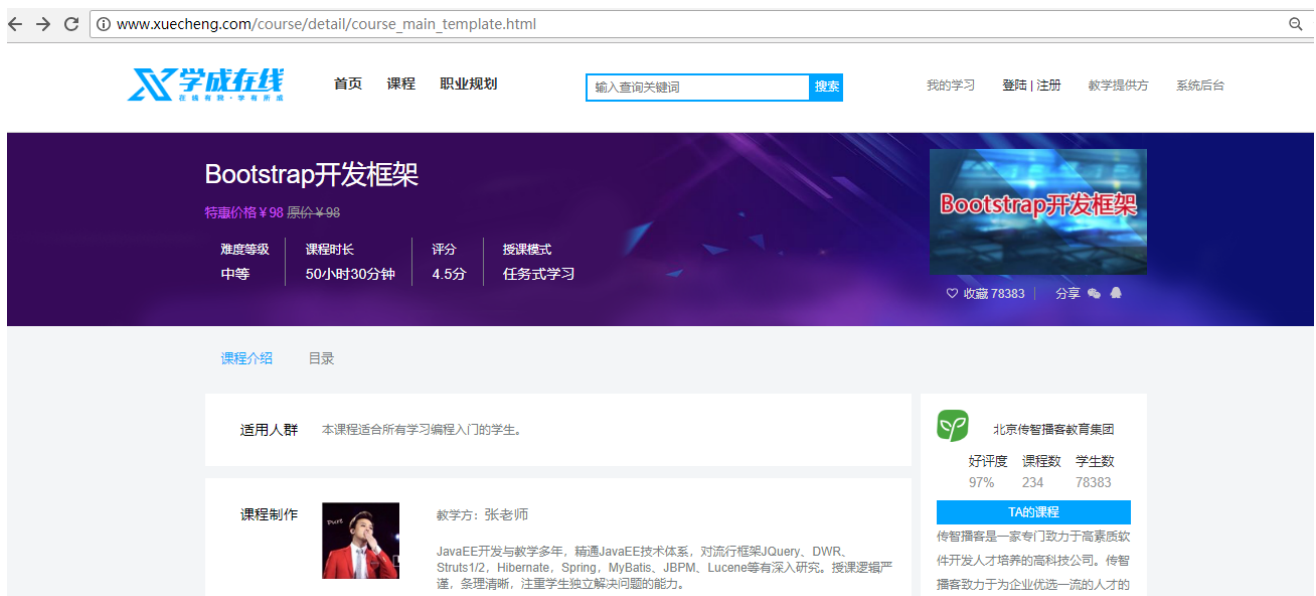 www.xuecheng.com/course/detail/course_main_template.html
学成在线 首页 课程 职业规划 输入查询关键词 搜索 我的学习 登陆 | 注册 教学提供方 系统后台
在线有限·学有所成
Bootstrap开发框架
特惠价格￥98 原价￥98
难度等级 课程时长 评分 授课模式
中等 50小时30分钟 4.5分 任务式学习
Bootstrap开发框架
收藏 78383 分享
课程介绍 目录
适用人群 本课程适合所有学习编程入门的学生。
课程制作 教学方：张老师
Pure
JavaEE开发与教学多年，精通JavaEE技术体系，对流行框架JQuery、DWR、
Struts1/2，Hibernate，Spring，MyBatis、JBPM、Lucene等有深入研究。授课逻辑严
谨，条理清晰，注重学生独立解决问题的能力。
北京传智播客教育集团
好评度 课程数 学生数
97% 234 78383
TA的课程
传智播客是一家专门致力于高素质软
件开发人才培养的高科技公司。传智
播客致力于为企业优选一流的人才的